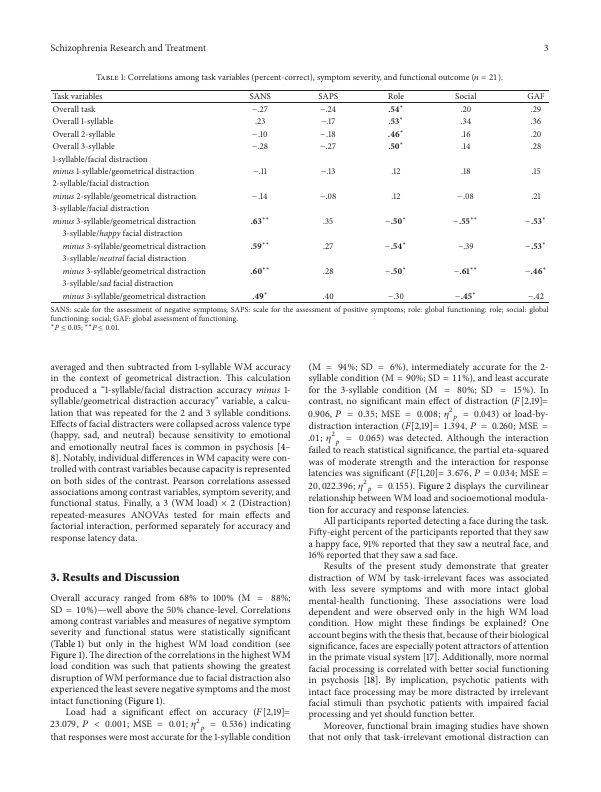 Schizophrenia Research and Treatment 3
Table 1: Correlations among task variables (percent-correct), symptom severity, and functional outcome (n = 21).
Task variables SANS SAPS Role Social GAF
Overall task −.27 −.24 .54* .20 .29
Overall 1-syllable .23 −.17 .53* .34 .36
Overall 2-syllable −.10 −.18 .46* .16 .20
Overall 3-syllable −.28 −.27 .50* .14 .28
1-syllable/facial distraction
minus 1-syllable/geometrical distraction −.11 −.13 .12 .18 .15
2-syllable/facial distraction
minus 2-syllable/geometrical distraction −.14 −.08 .12 −.08 .21
3-syllable/facial distraction
minus 3-syllable/geometrical distraction .63** .35 −.50* −.55** −.53*
3-syllable/happy facial distraction
minus 3-syllable/geometrical distraction .59** .27 −.54* −.39 −.53*
3-syllable/neutral facial distraction
minus 3-syllable/geometrical distraction .60** .28 −.50* −.61** −.46*
3-syllable/sad facial distraction
minus 3-syllable/geometrical distraction .49* .40 −.30 −.45* −.42
SANS: scale for the assessment of negative symptoms; SAPS: scale for the assessment of positive symptoms; role: global functioning: role; social: global
functioning: social; GAF: global assessment of functioning.
*P ≤ 0.05; **P ≤ 0.01.
averaged and then subtracted from 1-syllable WM accuracy
in the context of geometrical distraction. This calculation
produced a “1-syllable/facial distraction accuracy minus 1-
syllable/geometrical distraction accuracy” variable, a calcu-
lation that was repeated for the 2 and 3 syllable conditions.
Effects of facial distracters were collapsed across valence type
(happy, sad, and neutral) because sensitivity to emotional
and emotionally neutral faces is common in psychosis [4–
8]. Notably, individual differences in WM capacity were con-
trolled with contrast variables because capacity is represented
on both sides of the contrast. Pearson correlations assessed
associations among contrast variables, symptom severity, and
functional status. Finally, a 3 (WM load) × 2 (Distraction)
repeated-measures ANOVAs tested for main effects and
factorial interaction, performed separately for accuracy and
response latency data.
3. Results and Discussion
Overall accuracy ranged from 68% to 100% (M = 88%;
SD = 10%)—well above the 50% chance-level. Correlations
among contrast variables and measures of negative symptom
severity and functional status were statistically significant
(Table 1) but only in the highest WM load condition (see
Figure 1). The direction of the correlations in the highest WM
load condition was such that patients showing the greatest
disruption of WM performance due to facial distraction also
experienced the least severe negative symptoms and the most
intact functioning (Figure 1).
Load had a significant effect on accuracy (F[2,19]=
23.079, P < 0.001; MSE = 0.01; η²p = 0.536) indicating
that responses were most accurate for the 1-syllable condition
(M = 94%; SD = 6%), intermediately accurate for the 2-
syllable condition (M = 90%; SD = 11%), and least accurate
for the 3-syllable condition (M = 80%; SD = 15%). In
contrast, no significant main effect of distraction (F[2,19]=
0.906, P = 0.35; MSE = 0.008; η²p = 0.043) or load-by-
distraction interaction (F[2,19]= 1.394, P = 0.260; MSE =
.01; η²p = 0.065) was detected. Although the interaction
failed to reach statistical significance, the partial eta-squared
was of moderate strength and the interaction for response
latencies was significant (F[1,20]= 3.676, P = 0.034; MSE =
20, 022.396; η²p = 0.155). Figure 2 displays the curvilinear
relationship between WM load and socioemotional modula-
tion for accuracy and response latencies.
All participants reported detecting a face during the task.
Fifty-eight percent of the participants reported that they saw
a happy face, 91% reported that they saw a neutral face, and
16% reported that they saw a sad face.
Results of the present study demonstrate that greater
distraction of WM by task-irrelevant faces was associated
with less severe symptoms and with more intact global
mental-health functioning. These associations were load
dependent and were observed only in the high WM load
condition. How might these findings be explained? One
account begins with the thesis that, because of their biological
significance, faces are especially potent attractors of attention
in the primate visual system [17]. Additionally, more normal
facial processing is correlated with better social functioning
in psychosis [18]. By implication, psychotic patients with
intact face processing may be more distracted by irrelevant
facial stimuli than psychotic patients with impaired facial
processing and yet should function better.
Moreover, functional brain imaging studies have shown
that not only that task-irrelevant emotional distraction can